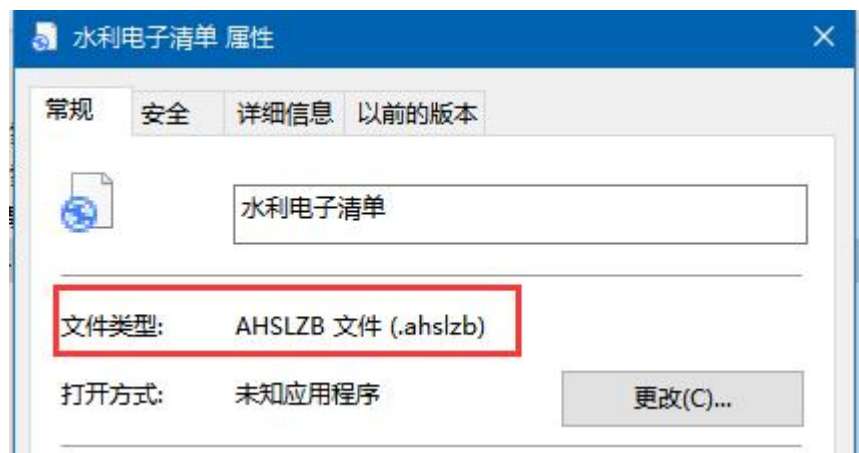 水利电子清单 属性
常规 安全 详细信息 以前的版本
水利电子清单
文件类型: AHSLZB 文件 (.ahslzb)
打开方式: 未知应用程序 更改(C)...